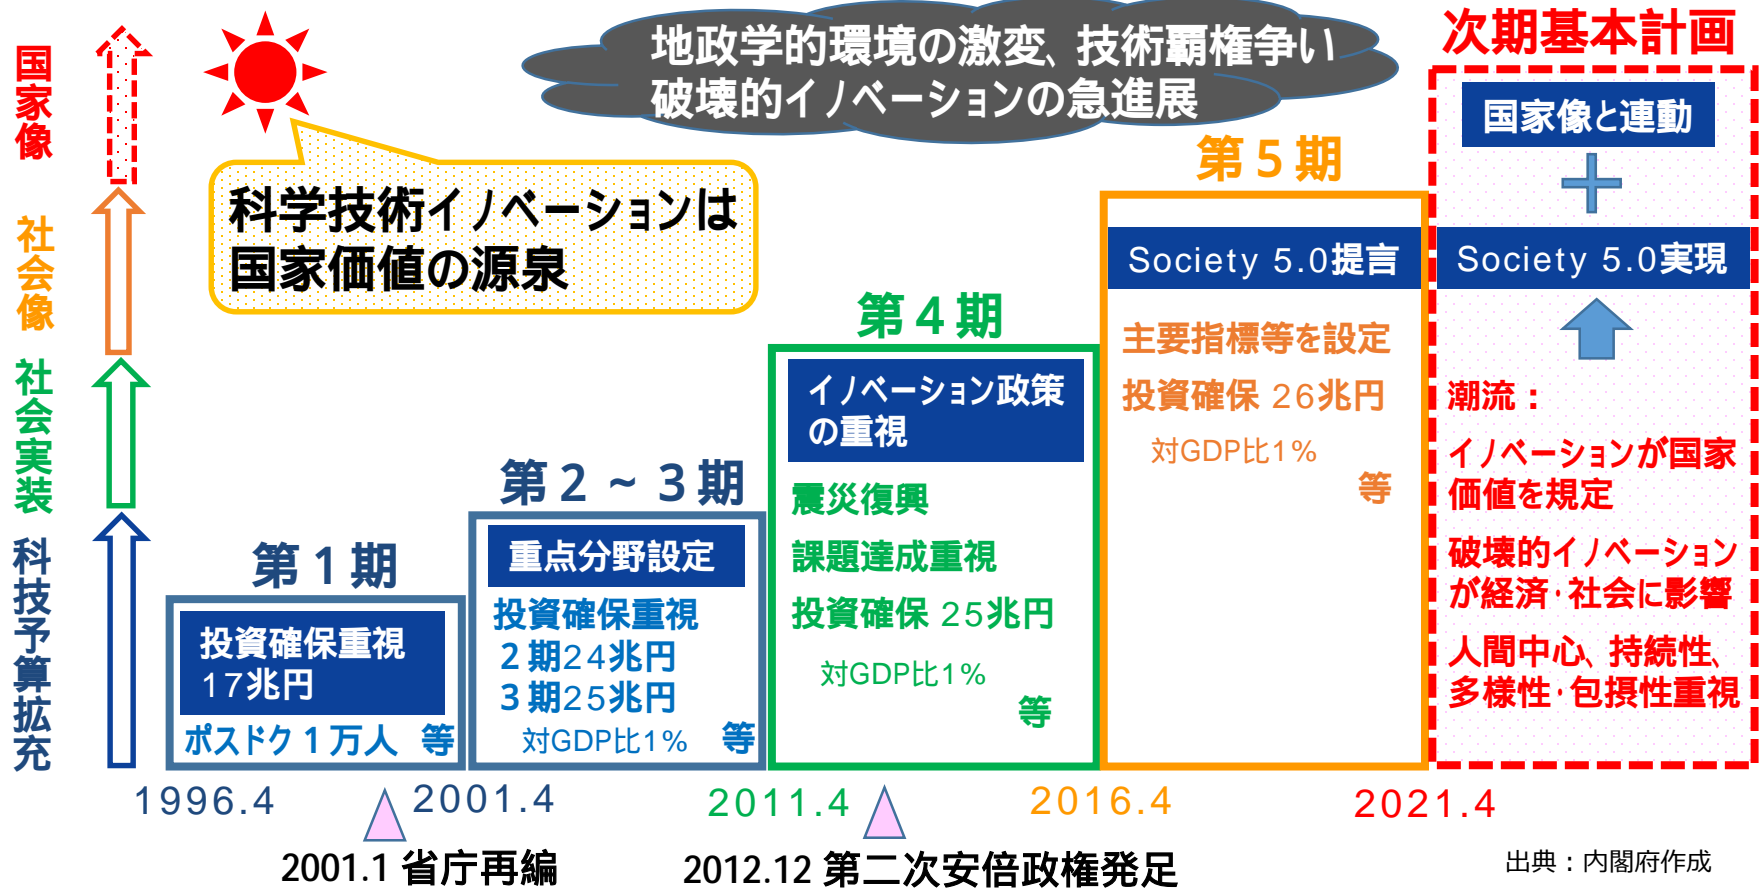 国家像
社会像
社会実装
科技予算拡充
地政学的環境の激変、技術覇権争い
破壊的イノベーションの急進展
科学技術イノベーションは
国家価値の源泉
第1期
投資確保重視
17兆円
ポスドク1万人 等
第2~3期
重点分野設定
投資確保重視
2期24兆円
3期25兆円
対GDP比1%
等
第4期
イノベーション政策
の重視
震災復興
課題達成重視
投資確保 25兆円
対GDP比1%
等
第5期
Society 5.0提言
主要指標等を設定
投資確保 26兆円
対GDP比1%
等
次期基本計画
国家像と連動
Society 5.0実現
潮流：
イノベーションが国家
価値を規定
破壊的イノベーション
が経済・社会に影響
人間中心、持続性、
多様性・包摂性重視
1996.4
2001.4
2011.4
2016.4
2021.4
2001.1 省庁再編
2012.12 第二次安倍政権発足
出典：内閣府作成